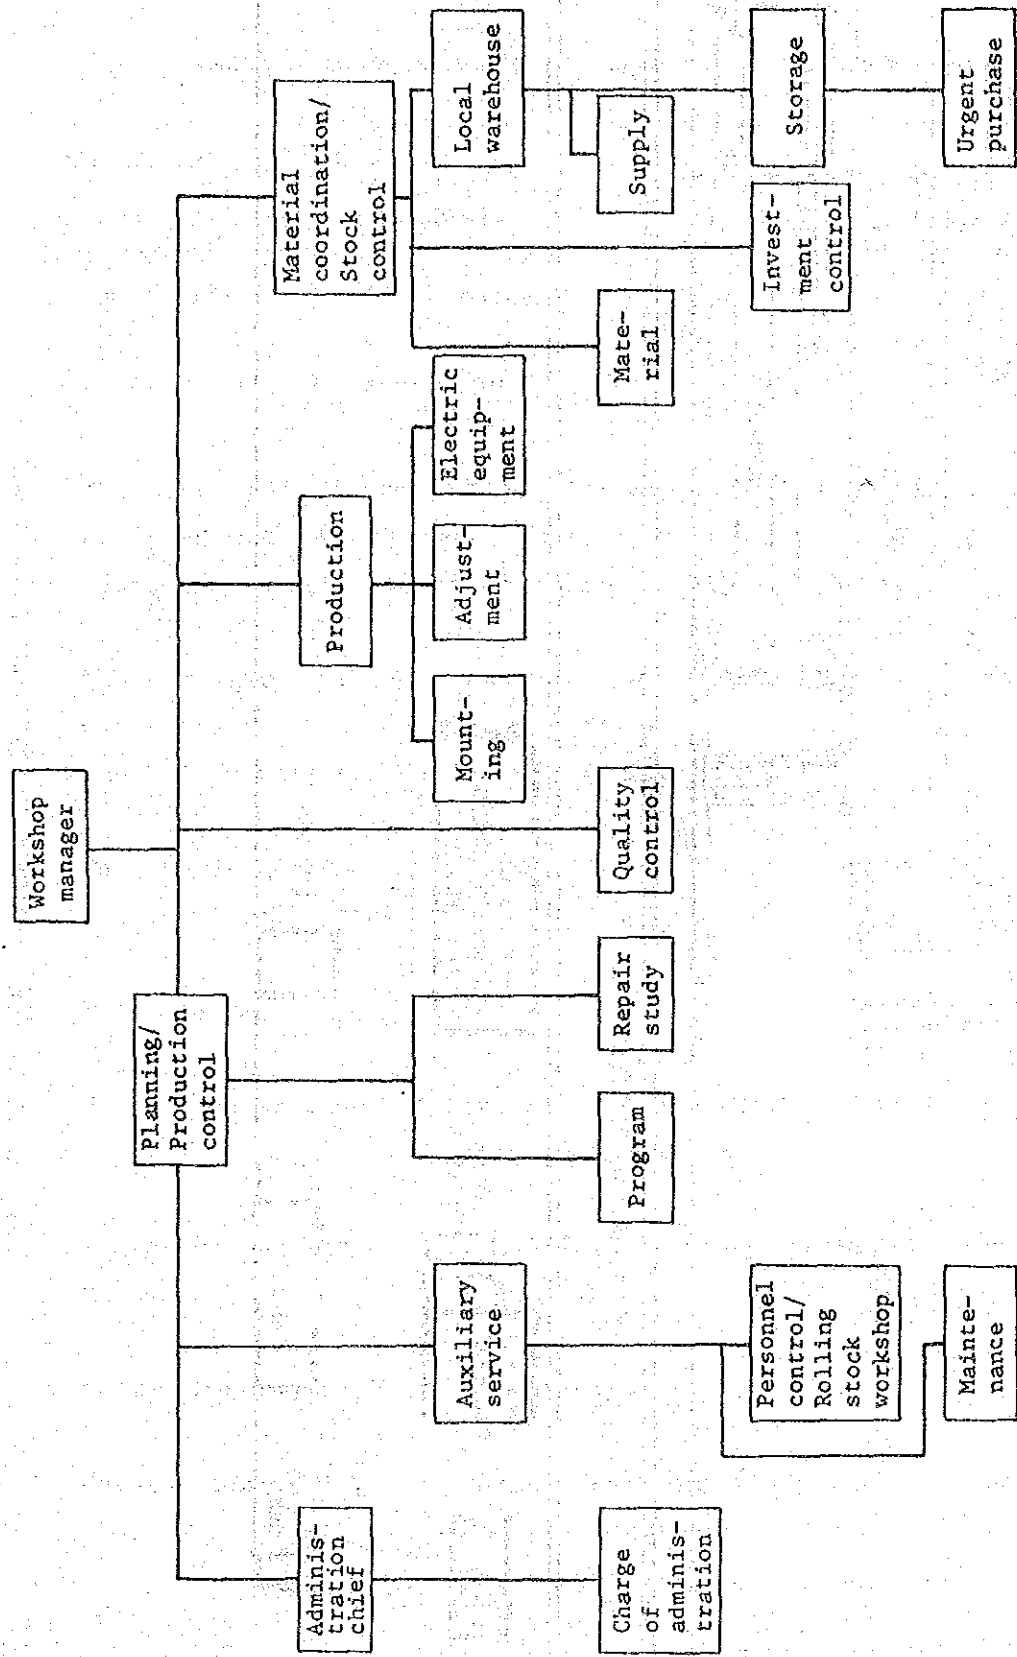 Workshop
manager
Planning/
Production
control
Adminis-
tration
chief
Production
Material
coordination/
Stock
control
Auxiliary
service
Mount-
ing
Adjust-
ment
Electric
equip-
ment
Local
warehouse
Charge
of
adminis-
tration
Program
Repair
study
Quality
control
Mate-
rial
Supply
Personnel
control/
Rolling
stock
workshop
Invest-
ment
control
Storage
Mainte-
nance
Urgent
purchase